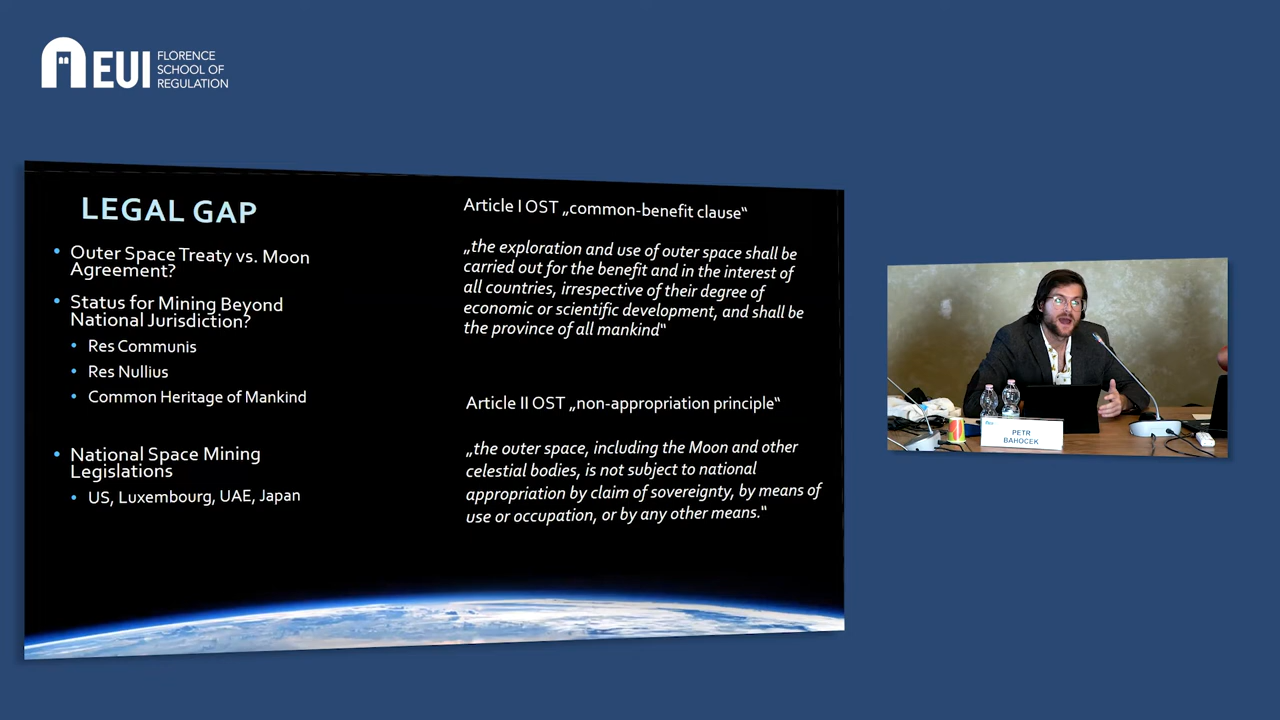 EUI
FLORENCE
SCHOOL OF
REGULATION
LEGAL GAP
• Outer Space Treaty vs. Moon
Agreement?
• Status for Mining Beyond
National Jurisdiction?
• Res Communis
• Res Nullius
• Common Heritage of Mankind
• National Space Mining
Legislations
• US, Luxembourg, UAE, Japan
Article I OST „common-benefit clause“
„the exploration and use of outer space shall be
carried out for the benefit and in the interest of
all countries, irrespective of their degree of
economic or scientific development, and shall be
the province of all mankind“
Article II OST „non-appropriation principle“
„the outer space, including the Moon and other
celestial bodies, is not subject to national
appropriation by claim of sovereignty, by means of
use or occupation, or by any other means.“
PETR
BAHOCEK